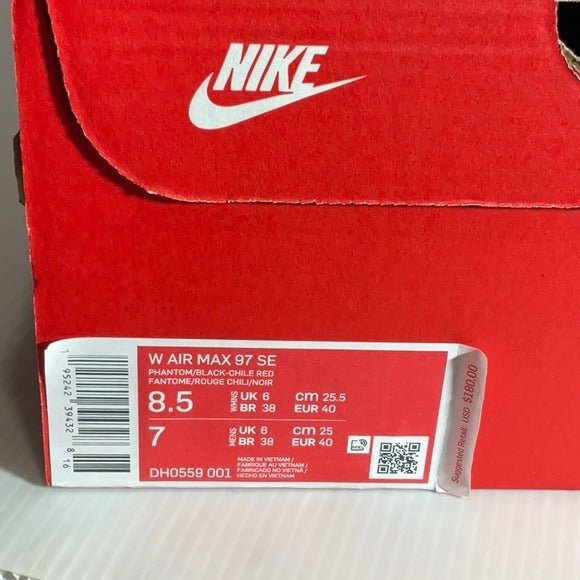 NIKE
W AIR MAX 97 SE
PHANTOM/BLACK-CHILE RED
FANTOME/ROUGE CHILI/NOIR
8.5 WMNS UK 6 cm 25.5
BR 38 EUR 40
7 MENS UK 6 cm 25
BR 38 EUR 40
DH0559 001
MADE IN VIETNAM /
FABRIQUÉ AU VIETNAM /
FABRICADO NO VIETNÃ /
HECHO EN VIETNAM
1 95242 39432 8 16
Suggested Retail: USD $180.00